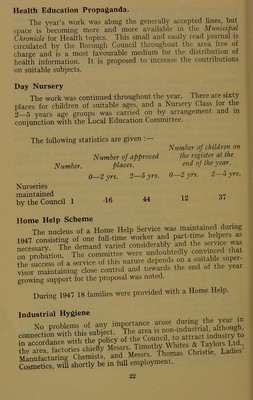 Health Education Propaganda.
The year's work was along the generally accepted lines, but
space is becoming more and more available in the Municipal
Chronicle for Health topics. This small and easily read journal is
circulated by the Borough Council throughout the area free of
charge and is a most favourable medium for the distribution of
health information. It is proposed to increase the contributions
on suitable subjects.
Day Nursery
The work was continued throughout the year. There are sixty
places for children of suitable ages, and a Nursery Class for the
2—5 years age groups was carried on by arrangement and in
conjunction with the Local Education Committee.
The following statistics are given :—
Number of children on
Number of approved the register at the
Number. places. end of the year.
0—2 yrs. 2—5 yrs. 0—2 yrs. 2—5 yrs.
Nurseries
maintained
by the Council 1 16 44 12 37
Home Help Scheme
The nucleus of a Home Help Service was maintained during
1947 consisting of one full-time worker and part-time helpers as
necessary. The demand varied considerably and the service was
on probation. The committee were undoubtedly convinced that
the success of a service of this nature depends on a suitable super-
visor maintaining close control and towards the end of the year
growing support for the proposal was noted.
During 1947 18 families were provided with a Home Help.
Industrial Hygiene
No problems of any importance arose during the year in
connection with this subject. The area is non-industrial, although,
in accordance with the policy of the Council, to attract industry to
the area, factories chiefly Messrs. Timothy Whites & Taylors Ltd.,
Manufacturing Chemists, and Messrs. Thomas Christie, Ladies'
Cosmetics, will shortly be in full employment.
22